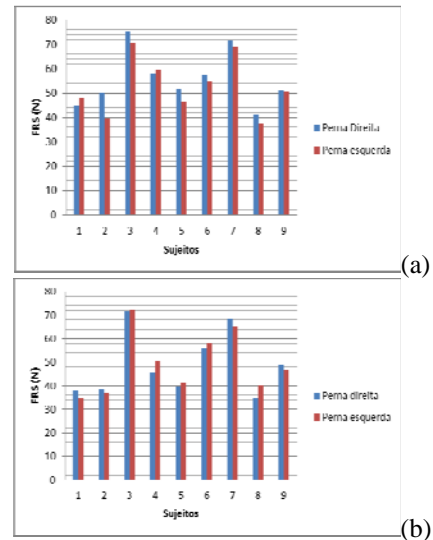 80
70
60
50
40
30
20
10
0
FRS (N)
1 2 3 4 5 6 7 8 9
Sujeitos
Perna Direita
Perna esquerda
(a)
80
70
60
50
40
30
20
10
0
FRS (N)
1 2 3 4 5 6 7 8 9
Sujeitos
Perna direita
Perna esquerda
(b)